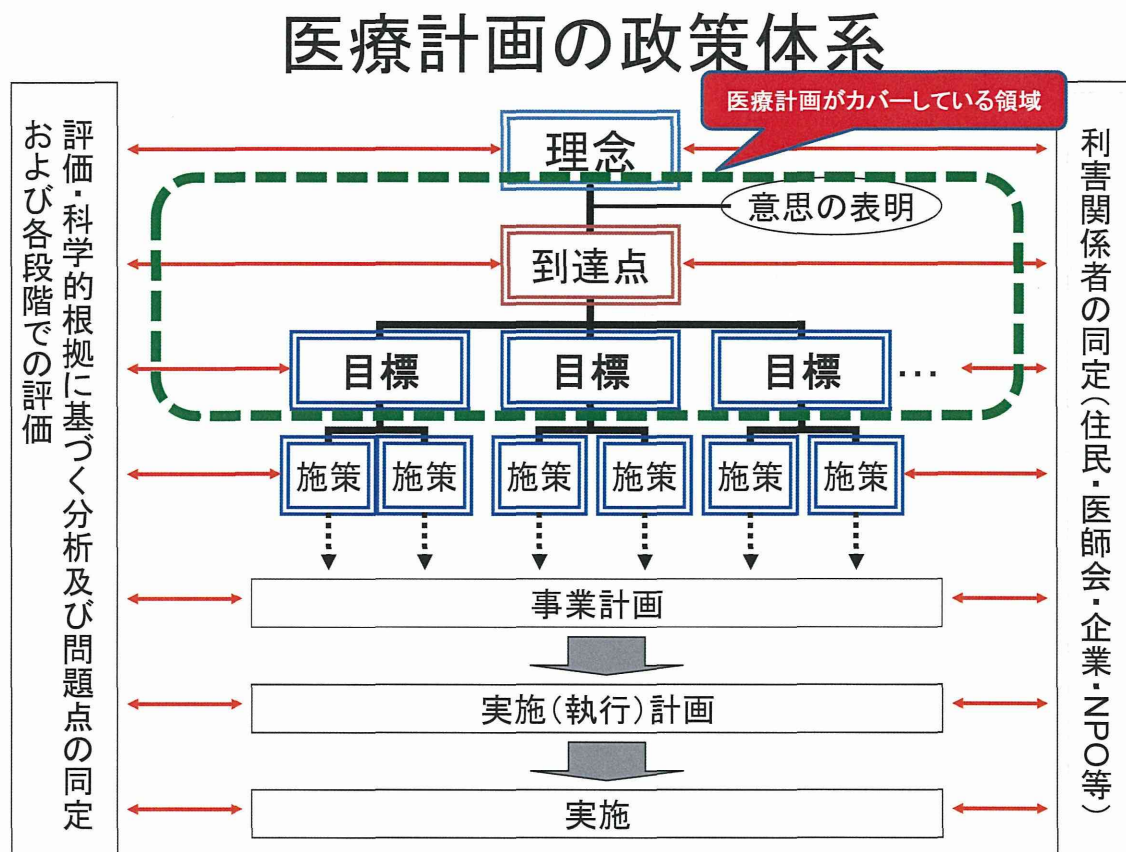 医療計画の政策体系
医療計画がカバーしている領域
評価・科学的根拠に基づく分析及び問題点の同定
および各段階での評価
理念
意思の表明
到達点
目標
目標
目標
...
施策
施策
施策
施策
施策
施策
事業計画
実施(執行)計画
実施
利害関係者の同定(住民・医師会・企業・NPO等)